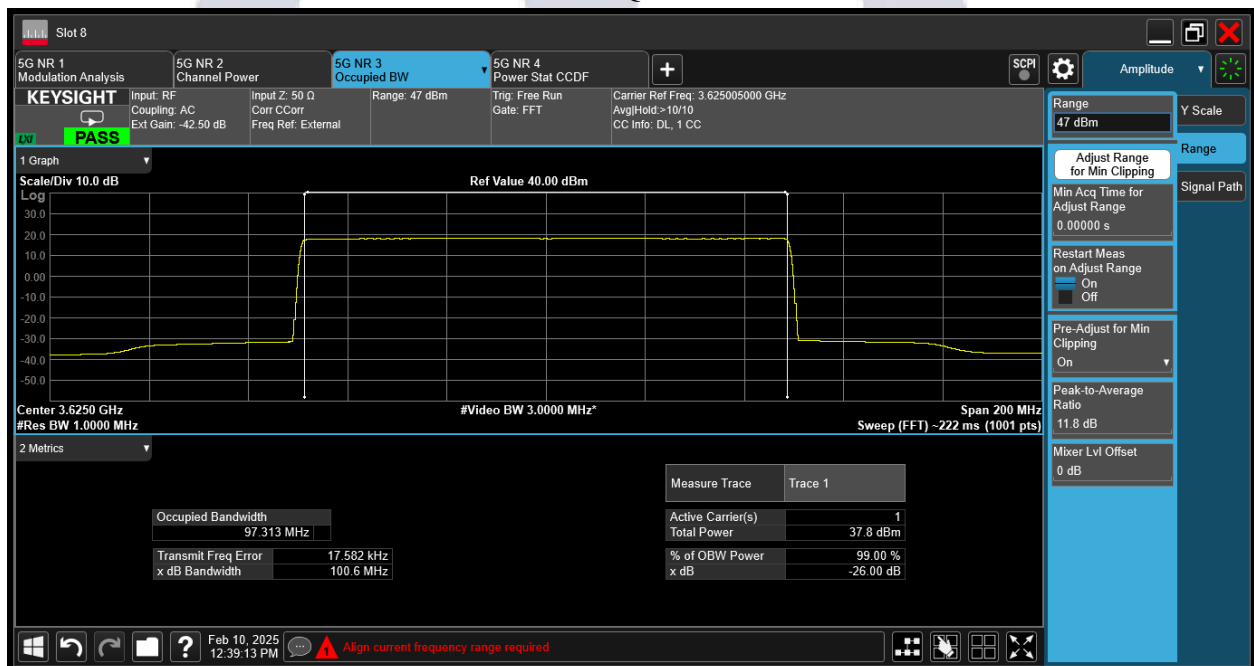 Slot 8
5G NR 1
Modulation Analysis
5G NR 2
Channel Power
5G NR 3
Occupied BW
5G NR 4
Power Stat CCDF
SCPI
Amplitude
KEYSIGHT
LXI
PASS
Input: RF
Coupling: AC
Ext Gain: -42.50 dB
Input Z: 50 Ω
Corr CCorr
Freq Ref: External
Range: 47 dBm
Trig: Free Run
Gate: FFT
Carrier Ref Freq: 3.625005000 GHz
Avg|Hold:>10/10
CC Info: DL, 1 CC
1 Graph
Scale/Div 10.0 dB
Ref Value 40.00 dBm
Log
30.0
20.0
10.0
0.00
-10.0
-20.0
-30.0
-40.0
-50.0
Center 3.6250 GHz
#Video BW 3.0000 MHz*
Span 200 MHz
#Res BW 1.0000 MHz
Sweep (FFT) ~222 ms (1001 pts)
2 Metrics
Measure Trace Trace 1
Occupied Bandwidth
97.313 MHz
Active Carrier(s) 1
Total Power 37.8 dBm
Transmit Freq Error 17.582 kHz
x dB Bandwidth 100.6 MHz
% of OBW Power 99.00 %
x dB -26.00 dB
Range
47 dBm
Adjust Range
for Min Clipping
Min Acq Time for
Adjust Range
0.00000 s
Restart Meas
on Adjust Range
On
Off
Pre-Adjust for Min
Clipping
On
Peak-to-Average
Ratio
11.8 dB
Mixer Lvl Offset
0 dB
Y Scale
Range
Signal Path
?
Feb 10, 2025
12:39:13 PM
1
Align current frequency range required